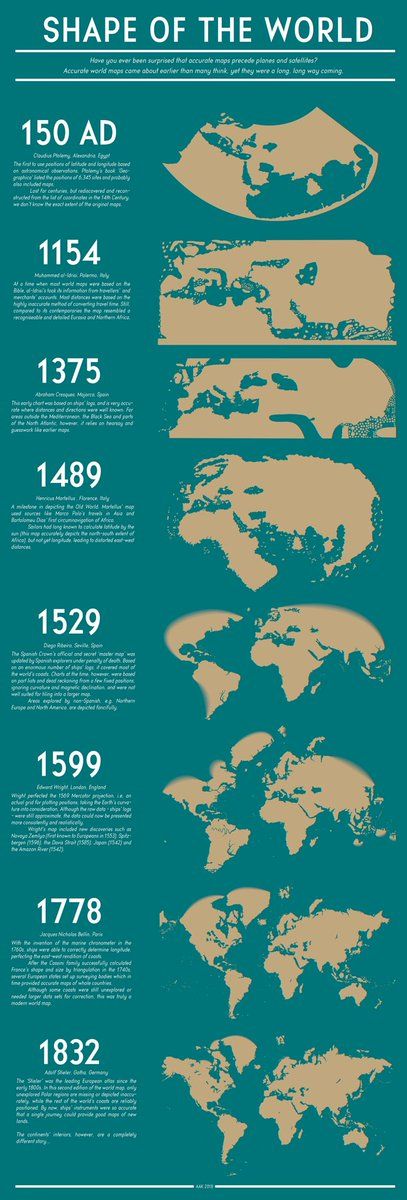 SHAPE OF THE WORLD
Have you ever been surprised that accurate maps precede planes and satellites?
Accurate world maps came about earlier than many think, yet they were a long, long way coming.
150 AD
Claudius Ptolemy, Alexandria, Egypt
The first to use positions of latitude and longitude based
on astronomical observations, Ptolemy's book 'Geo-
graphica' listed the positions of 6,345 sites and probably
also included maps.
Lost for centuries, but rediscovered and recon-
structed from the list of coordinates in the 14th Century,
we don't know the exact extent of the original maps.
1154
Muhammed al-Idrisi, Palermo, Italy
At a time when most world maps were based on the
Bible, al-Idrisi's took its information from travellers' and
merchants' accounts. Most distances were based on the
highly inaccurate method of converting travel time. Still,
compared to its contemporaries the map resembled a
recogniseable and detailed Eurasia and Northern Africa.
1375
Abraham Cresques, Majorca, Spain
This early chart was based on ships' logs, and is very accu-
rate where distances and directions were well known. For
areas outside the Mediterranean, the Black Sea and parts
of the North Atlantic, however, it relies on hearsay and
guesswork like earlier maps.
1489
Henricus Martellus, Florence, Italy
A milestone in depicting the Old World, Martellus' map
used sources like Marco Polo's travels in Asia and
Bartolomeu Dias' first circumnavigation of Africa.
Sailors had long known to calculate latitude by the
sun (this map accurately depicts the north-south extent of
Africa), but not yet longitude, leading to distorted east-west
distances.
1529
Diego Ribeiro, Seville, Spain
The Spanish Crown's official and secret 'master map' was
updated by Spanish explorers under penalty of death. Based
on an enormous number of ships' logs, it covered most of
the world's coasts. Charts at the time, however, were based
on port lists and dead reckoning from a few fixed positions,
ignoring curvature and magnetic declination, and were not
well suited for tiling into a larger map.
Areas explored by non-Spanish, e.g. Northern
Europe and North America, are depicted fancifully.
1599
Edward Wright, London, England
Wright perfected the 1569 Mercator projection, i.e. an
actual grid for plotting positions, taking the Earth's curva-
ture into consideration. Although the raw data - ships' logs
- were still approximate, the data could now be presented
more consistently and realistically.
Wright's map included new discoveries such as
Novaya Zemlya (first known to Europeans in 1553), Spitz-
bergen (1596), the Davis Strait (1585), Japan (1542) and
the Amazon River (1542).
1778
Jacques Nicholas Bellin, Paris
With the invention of the marine chronometer in the
1760s, ships were able to correctly determine longitude,
perfecting the east-west rendition of coasts.
After the Cassini family successfully calculated
France's shape and size by triangulation in the 1740s,
several European states set up surveying bodies which in
time provided accurate maps of whole countries.
Although some coasts were still unexplored or
needed larger data sets for correction, this was truly a
modern world map.
1832
Adolf Stieler, Gotha, Germany
The 'Stieler' was the leading European atlas since the
early 1800s. In this second edition of the world map, only
unexplored Polar regions are missing or depicted inaccu-
rately, while the rest of the world's coasts are reliably
positioned. By now, ships' instruments were so accurate
that a single journey could provide good maps of new
lands.
The continents' interiors, however, are a completely
different story...